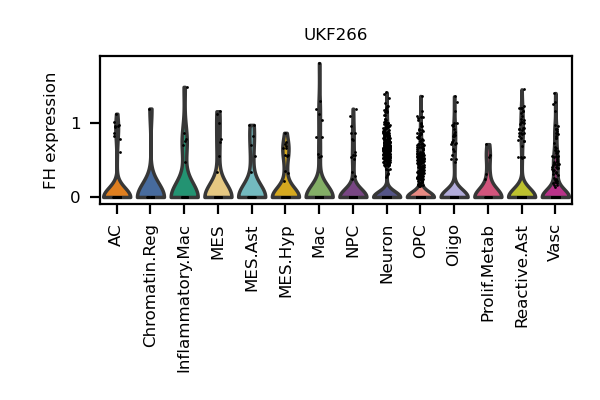 UKF266
FH expression
1
0
AC
Chromatin.Reg
Inflammatory.Mac
MES
MES.Ast
MES.Hyp
Mac
NPC
Neuron
OPC
Oligo
Prolif.Metab
Reactive.Ast
Vasc